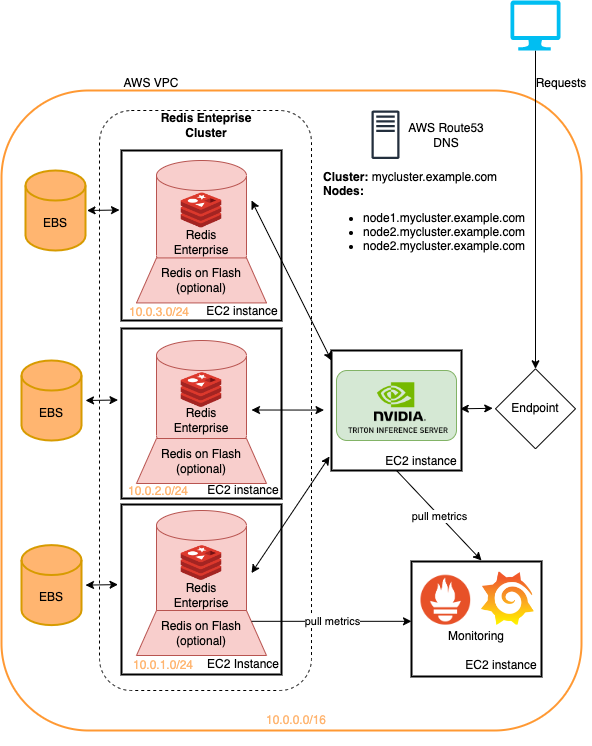 Requests
AWS VPC
Redis Enteprise
Cluster
AWS Route53
DNS
Cluster: mycluster.example.com
Nodes:
node1.mycluster.example.com
node2.mycluster.example.com
node2.mycluster.example.com
EBS
Redis
Enterprise
Redis on Flash
(optional)
10.0.3.0/24
EC2 instance
EBS
Redis
Enterprise
Redis on Flash
(optional)
10.0.2.0/24
EC2 instance
NVIDIA.
TRITON INFERENCE SERVER
EC2 instance
Endpoint
pull metrics
EBS
Redis
Enterprise
Redis on Flash
(optional)
10.0.1.0/24
EC2 Instance
pull metrics
Monitoring
EC2 instance
10.0.0.0/16